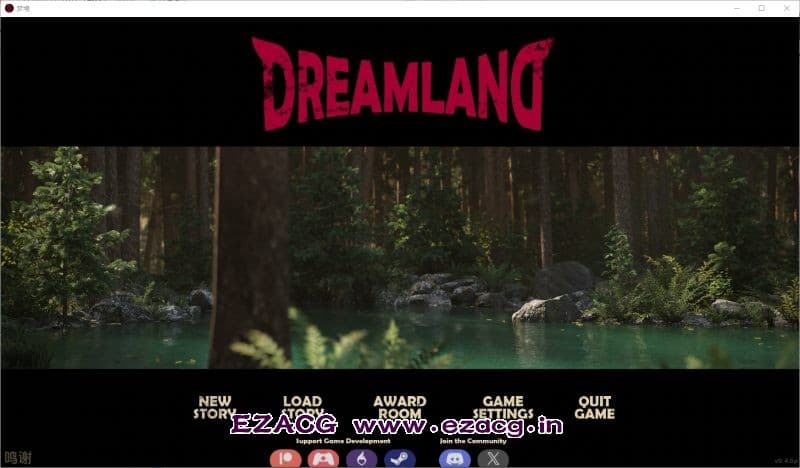 梦境
DREAMLAND
NEW STORY
LOAD STORY
AWARD ROOM
GAME SETTINGS
QUIT GAME
EZACG www.ezacg.in
Support Game Development
Join the Community
鸣谢
v0.4.0p